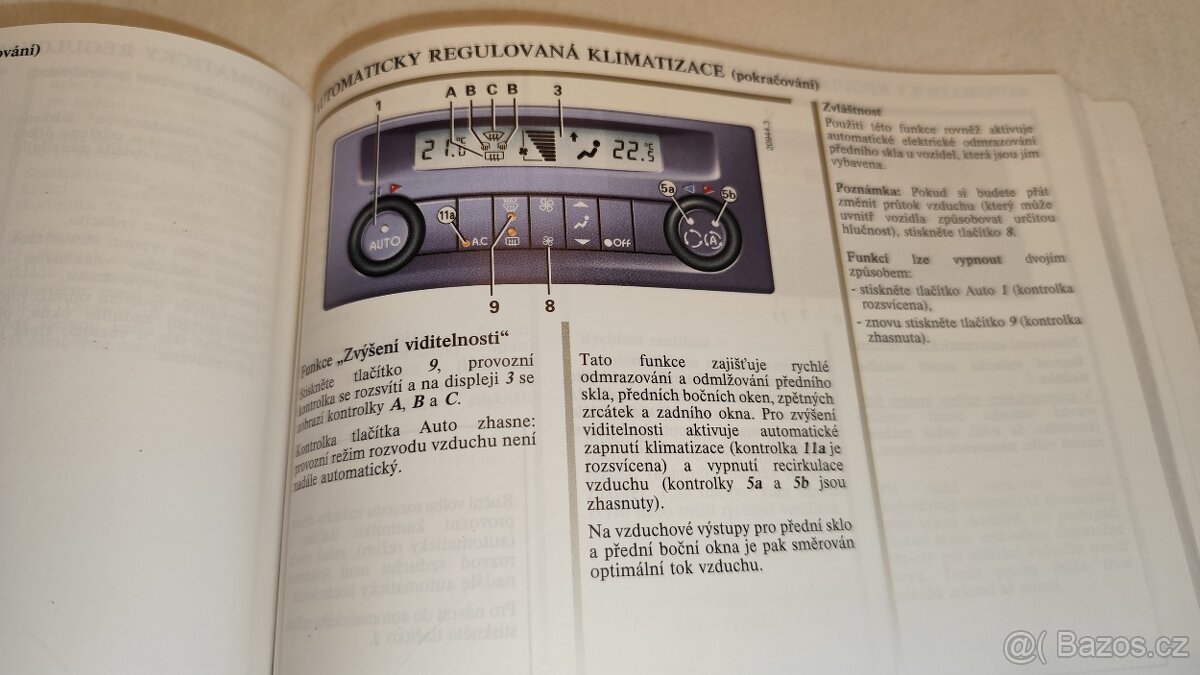 ování)
AUTOMATICKY REGULOVANÁ KLIMATIZACE (pokračování)
1
A B C B 3
21.0°C
22.5°C
20944.3
11a
5a
5b
AUTO
A.C
Off
9
8
Funkce „Zvýšení viditelnosti“
Stiskněte tlačítko 9, provozní
kontrolka se rozsvítí a na displeji 3 se
zobrazí kontrolky A, B a C.
Kontrolka tlačítka Auto zhasne:
provozní režim rozvodu vzduchu není
nadále automatický.
Tato funkce zajišťuje rychlé
odmrazování a odmlžování předního
skla, předních bočních oken, zpětných
zrcátek a zadního okna. Pro zvýšení
viditelnosti aktivuje automatické
zapnutí klimatizace (kontrolka 11a je
rozsvícena) a vypnutí recirkulace
vzduchu (kontrolky 5a a 5b jsou
zhasnuty).
Na vzduchové výstupy pro přední sklo
a přední boční okna je pak směrován
optimální tok vzduchu.
Zvláštnost
Použití této funkce rovněž aktivuje
automatické elektrické odmrazování
předního skla u vozidel, která jsou jím
vybavena.
Poznámka: Pokud si budete přát
změnit průtok vzduchu (který může
uvnitř vozidla způsobovat určitou
hlučnost), stiskněte tlačítko 8.
Funkci lze vypnout dvojím
způsobem:
- stiskněte tlačítko Auto 1 (kontrolka
rozsvícena),
- znovu stiskněte tlačítko 9 (kontrolka
zhasnuta).
@( Bazos.cz